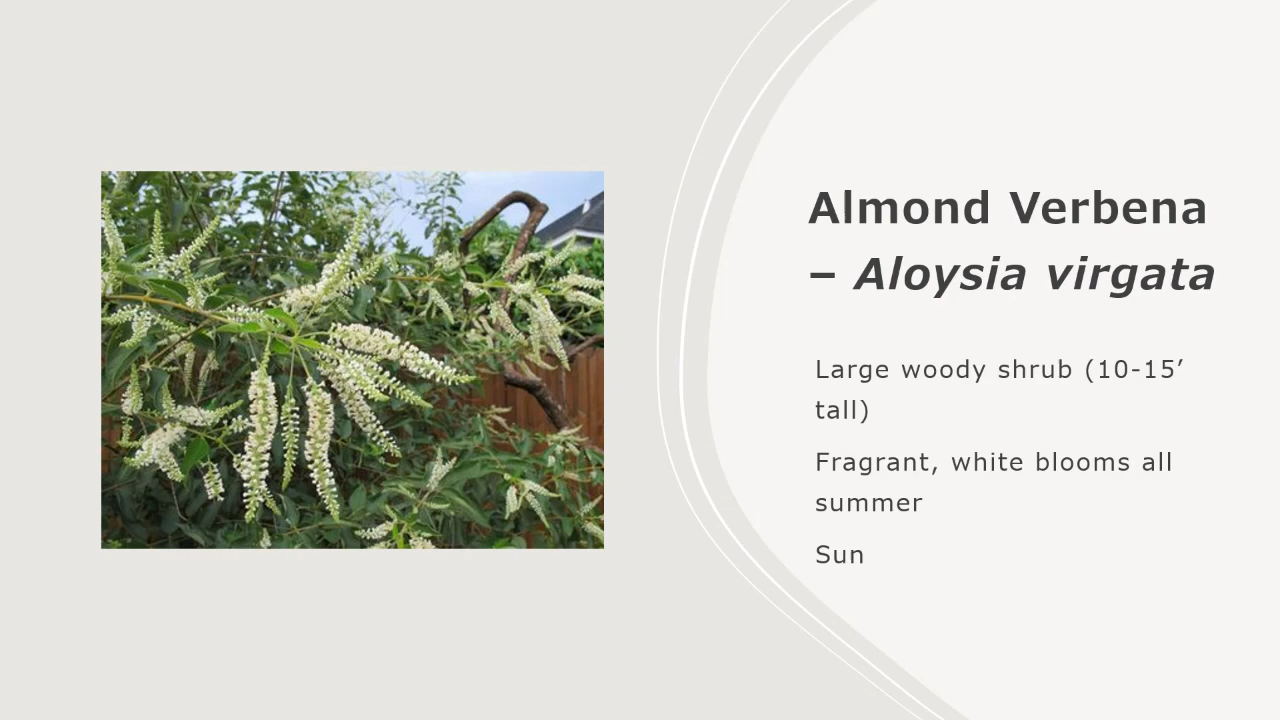 Almond Verbena
– Aloysia virgata
Large woody shrub (10-15’
tall)
Fragrant, white blooms all
summer
Sun